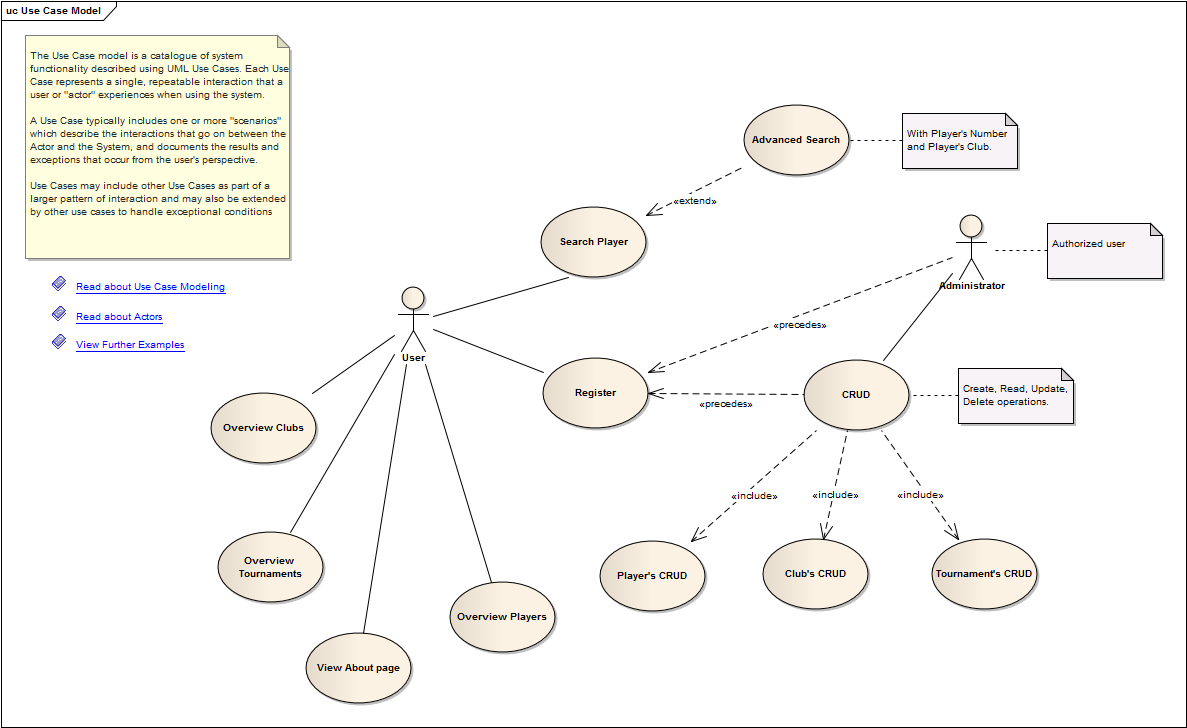 uc Use Case Model
The Use Case model is a catalogue of system
functionality described using UML Use Cases. Each Use
Case represents a single, repeatable interaction that a
user or "actor" experiences when using the system.
A Use Case typically includes one or more "scenarios"
which describe the interactions that go on between the
Actor and the System, and documents the results and
exceptions that occur from the user's perspective.
Use Cases may include other Use Cases as part of a
larger pattern of interaction and may also be extended
by other use cases to handle exceptional conditions
Read about Use Case Modeling
Read about Actors
View Further Examples
Advanced Search
With Player's Number
and Player's Club.
«extend»
Search Player
Authorized user
Administrator
«precedes»
User
Register
«precedes»
CRUD
Create, Read, Update,
Delete operations.
Overview Clubs
«include»
«include»
«include»
Overview
Tournaments
Player's CRUD
Club's CRUD
Tournament's CRUD
Overview Players
View About page